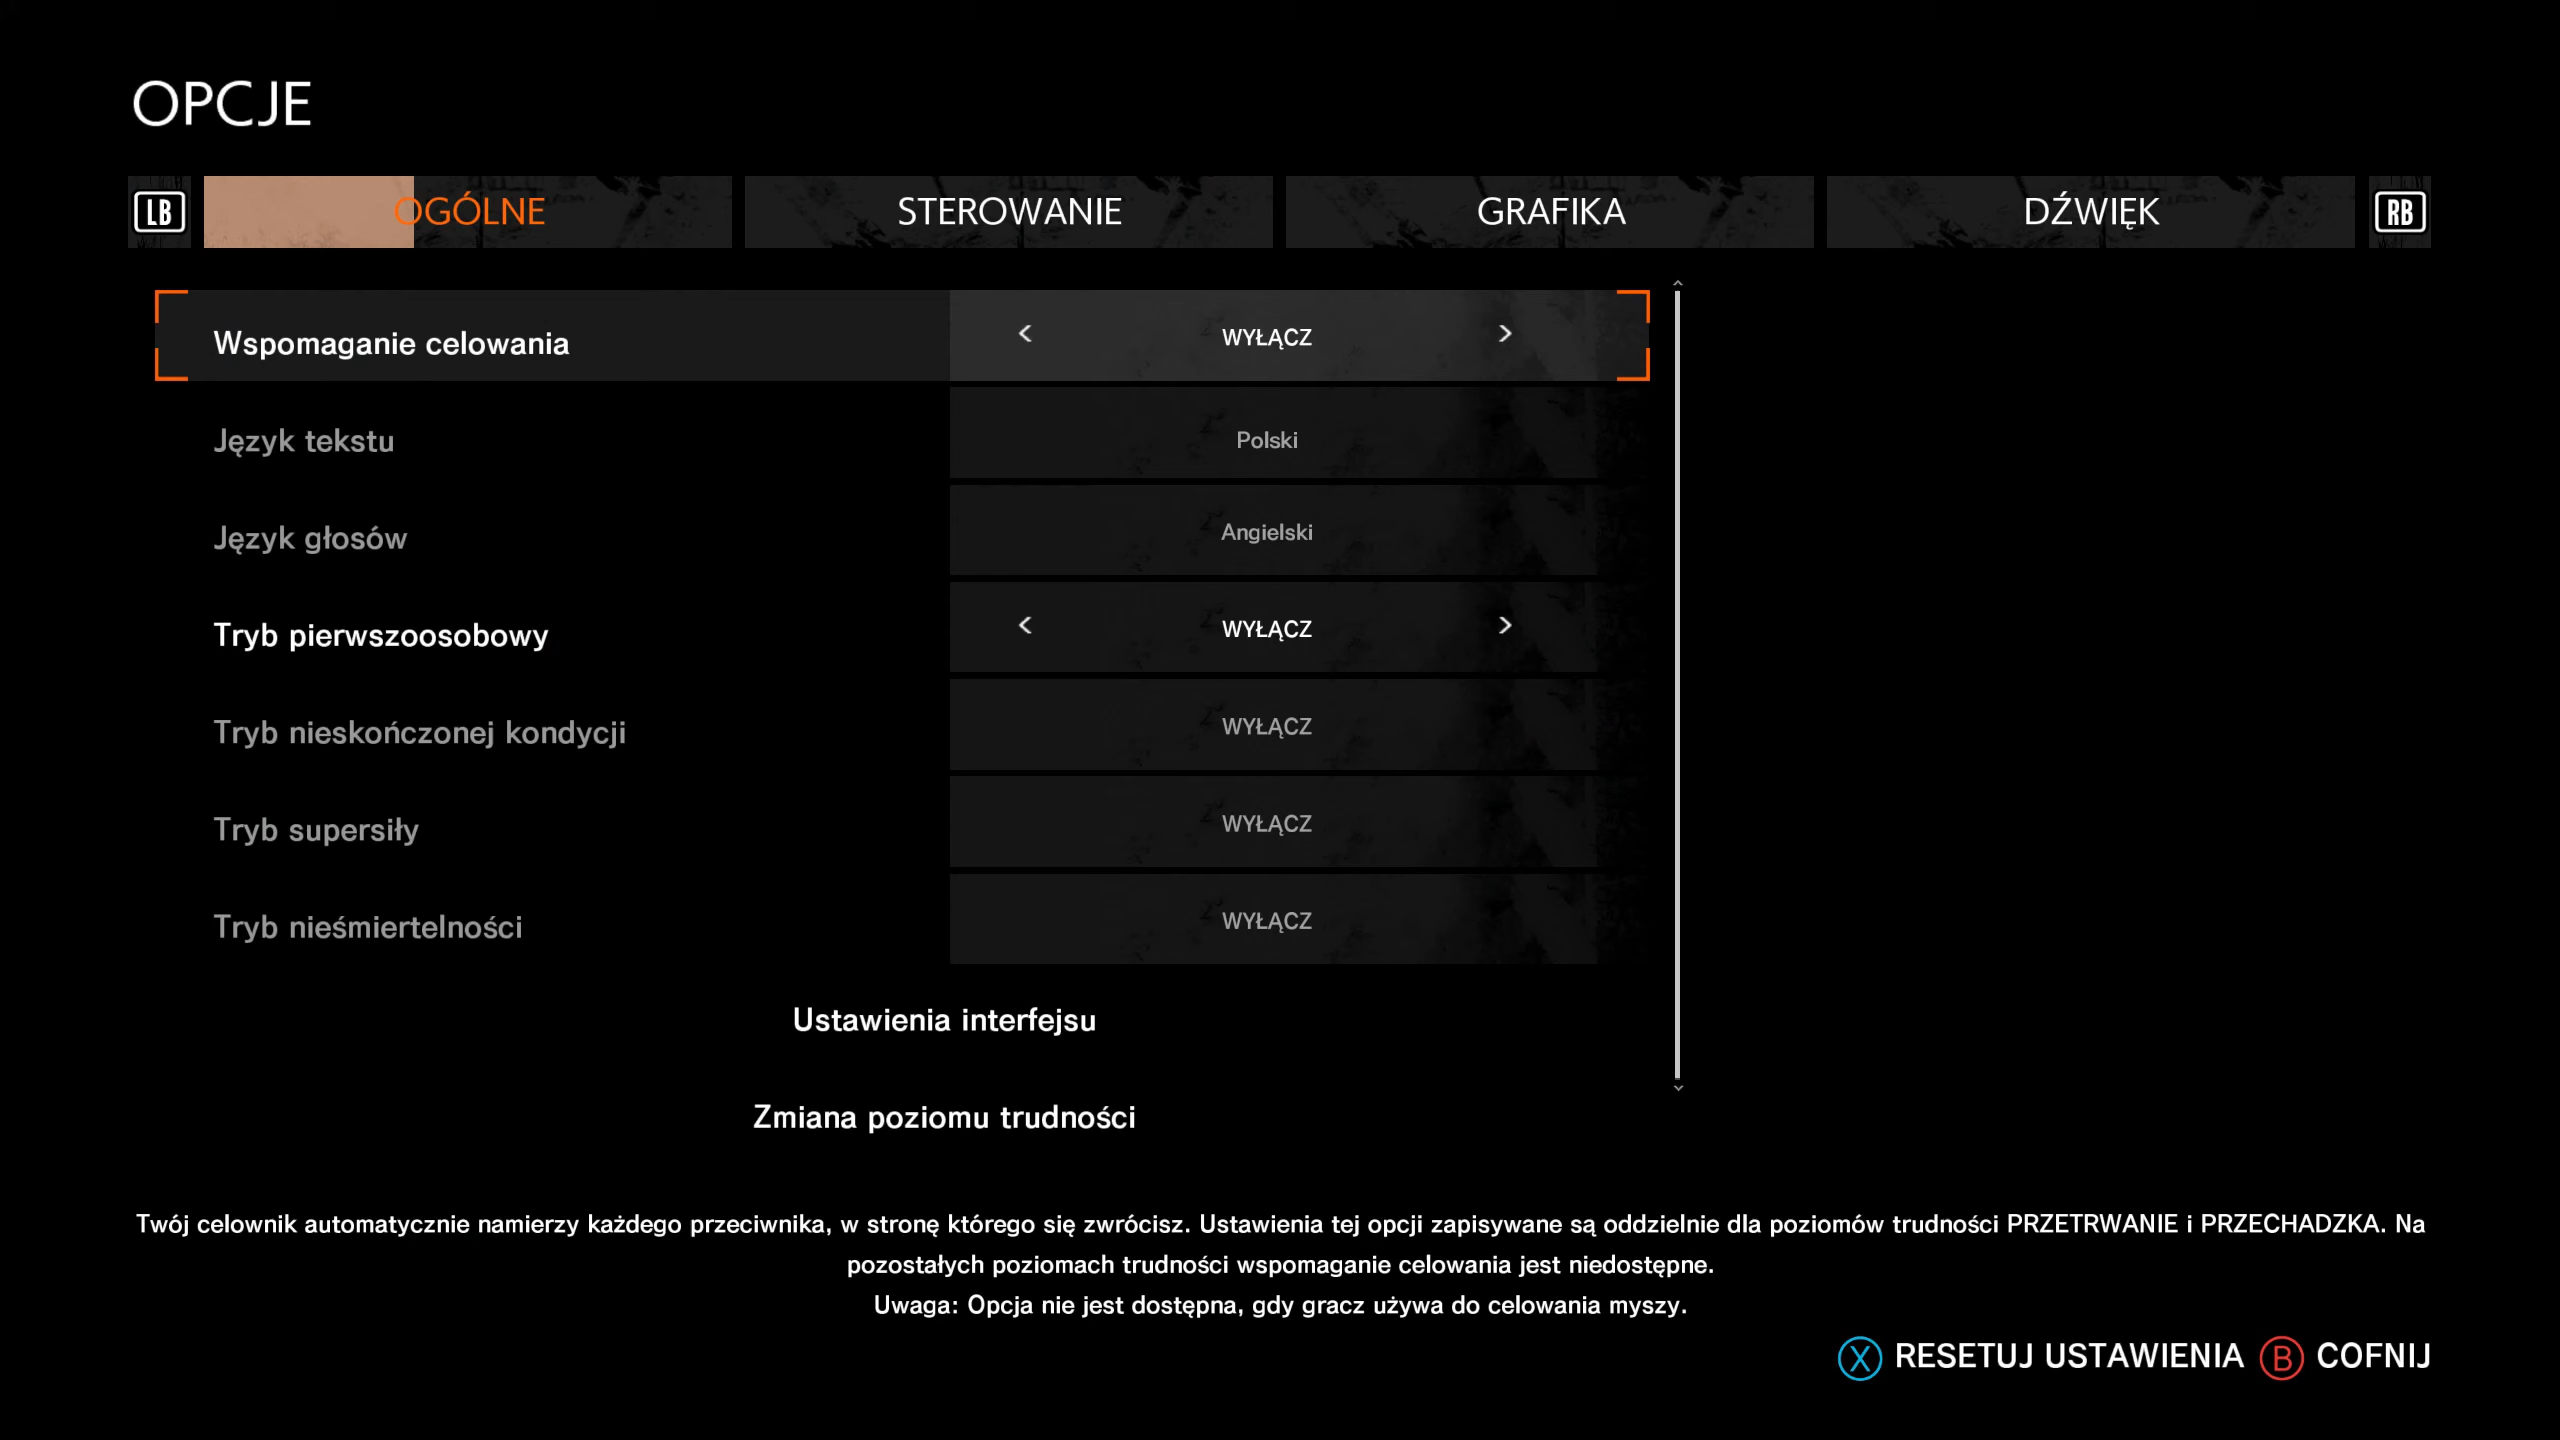 OPCJE
LB OGÓLNE STEROWANIE GRAFIKA DŹWIĘK RB
Wspomaganie celowania < WYŁĄCZ >
Język tekstu Polski
Język głosów Angielski
Tryb pierwszoosobowy < WYŁĄCZ >
Tryb nieskończonej kondycji WYŁĄCZ
Tryb supersiły WYŁĄCZ
Tryb nieśmiertelności WYŁĄCZ
Ustawienia interfejsu
Zmiana poziomu trudności
Twój celownik automatycznie namierzy każdego przeciwnika, w stronę którego się zwrócisz. Ustawienia tej opcji zapisywane są oddzielnie dla poziomów trudności PRZETRWANIE i PRZECHADZKA. Na
pozostałych poziomach trudności wspomaganie celowania jest niedostępne.
Uwaga: Opcja nie jest dostępna, gdy gracz używa do celowania myszy.
X RESETUJ USTAWIENIA B COFNIJ